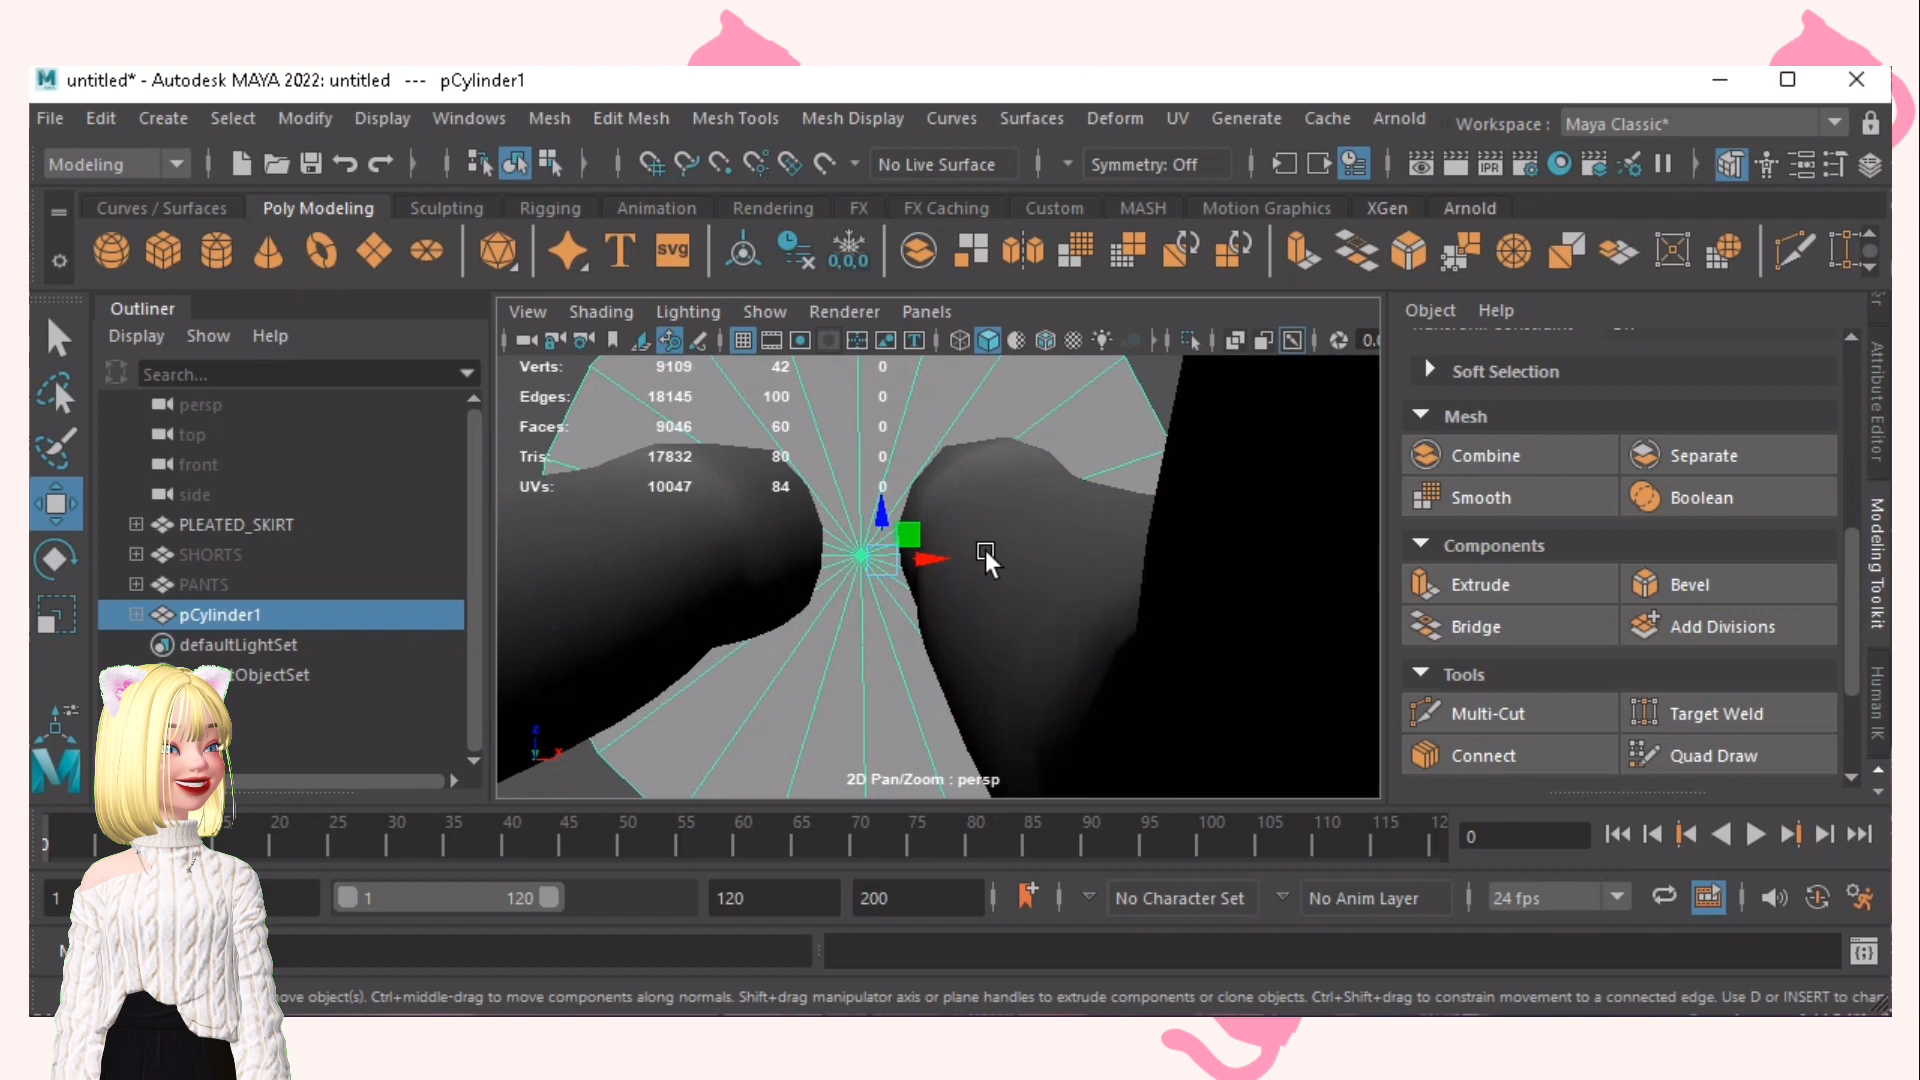 untitled* - Autodesk MAYA 2022: untitled --- pCylinder1
File Edit Create Select Modify Display Windows Mesh Edit Mesh Mesh Tools Mesh Display Curves Surfaces Deform UV Generate Cache Arnold Workspace : Maya Classic*
Modeling No Live Surface Symmetry: Off IPR
Curves / Surfaces Poly Modeling Sculpting Rigging Animation Rendering FX FX Caching Custom MASH Motion Graphics XGen Arnold
T SVG 0,0,0
Outliner
Display Show Help
Search...
persp
top
front
side
PLEATED_SKIRT
SHORTS
PANTS
pCylinder1
defaultLightSet
tObjectSet
View Shading Lighting Show Renderer Panels
0.0
Verts: 9109 42 0
Edges: 18145 100 0
Faces: 9046 60 0
Tris: 17832 80 0
UVs: 10047 84 0
z
x
2D Pan/Zoom : persp
Object Help
Soft Selection
Mesh
Combine Separate
Smooth Boolean
Components
Extrude Bevel
Bridge Add Divisions
Tools
Multi-Cut Target Weld
Connect Quad Draw
Attribute Editor
Modeling Toolkit
Human IK
20 25 30 35 40 45 50 55 60 65 70 75 80 85 90 95 100 105 110 115 12
0
1 1 120 120 200 No Character Set No Anim Layer 24 fps
M
ove object(s). Ctrl+middle-drag to move components along normals. Shift+drag manipulator axis or plane handles to extrude components or clone objects. Ctrl+Shift+drag to constrain movement to a connected edge. Use D or INSERT to char